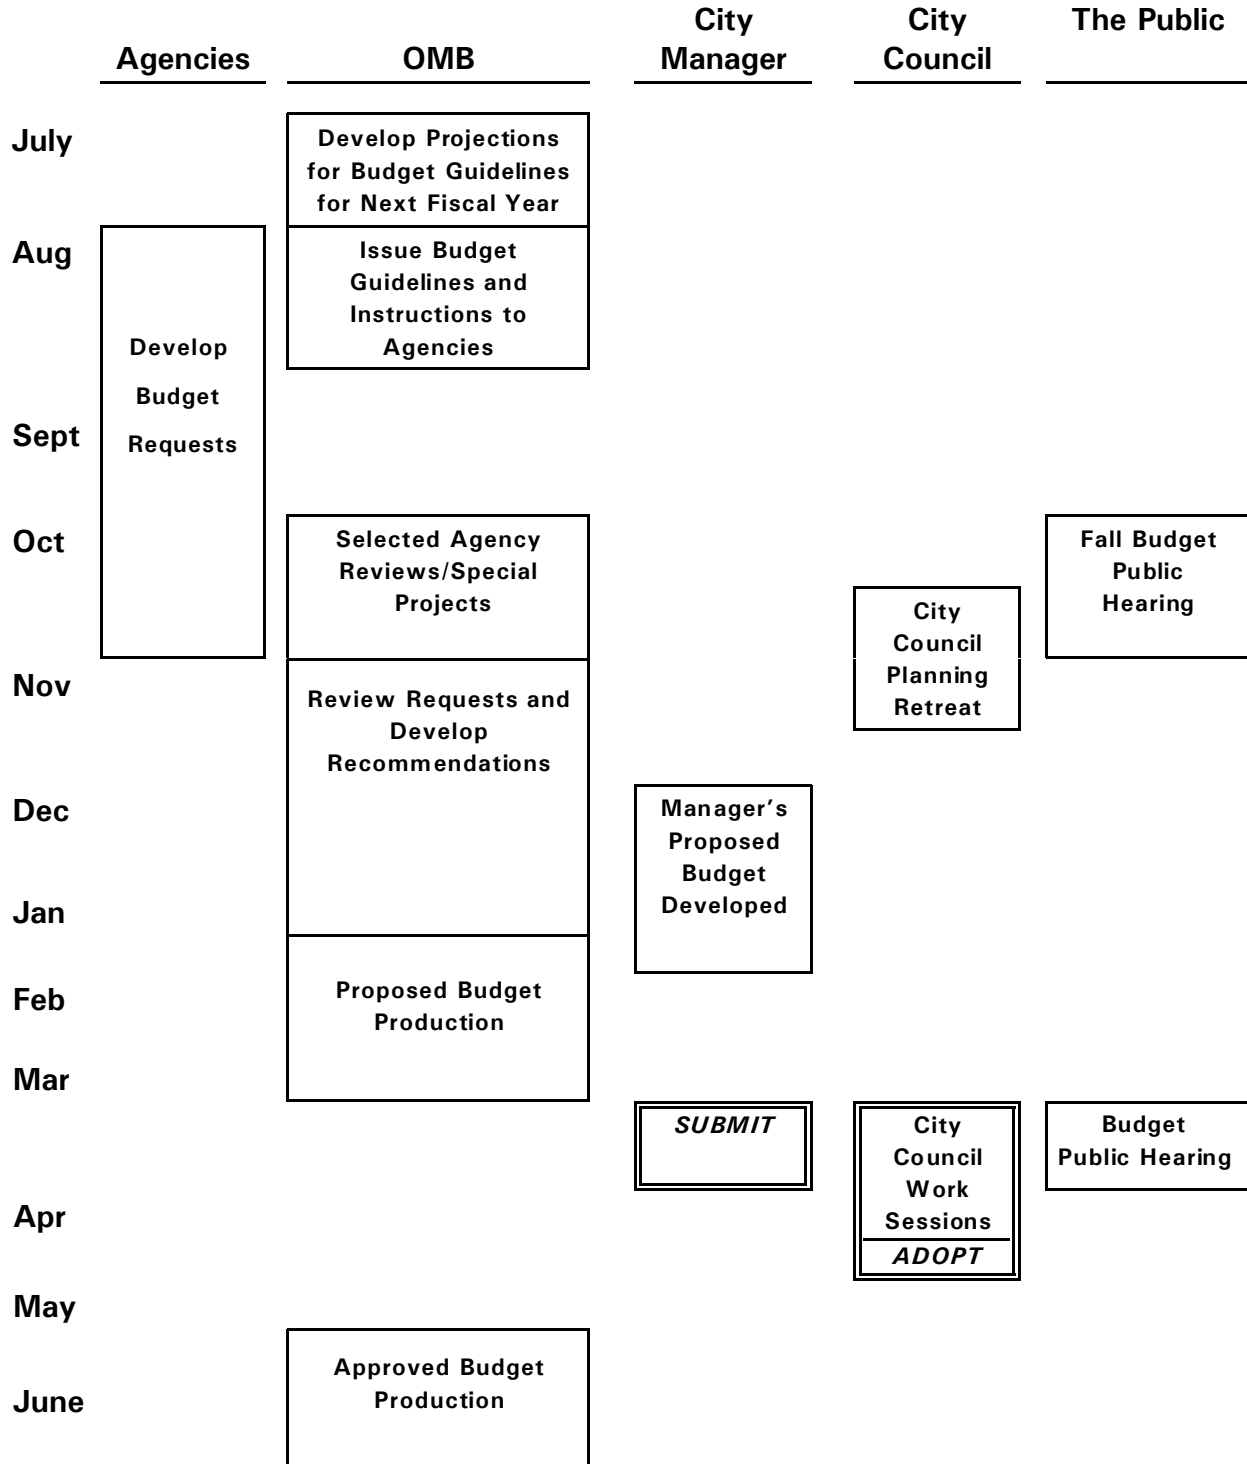 City
Manager
City
Council
The Public
Agencies
OMB
July
Develop Projections
for Budget Guidelines
for Next Fiscal Year
Aug
Issue Budget
Guidelines and
Instructions to
Agencies
Develop
Budget
Requests
Sept
Oct
Selected Agency
Reviews/Special
Projects
City
Council
Planning
Retreat
Fall Budget
Public
Hearing
Nov
Review Requests and
Develop
Recommendations
Dec
Manager's
Proposed
Budget
Developed
Jan
Feb
Proposed Budget
Production
Mar
SUBMIT
City
Council
Work
Sessions
ADOPT
Budget
Public Hearing
Apr
May
Approved Budget
Production
June